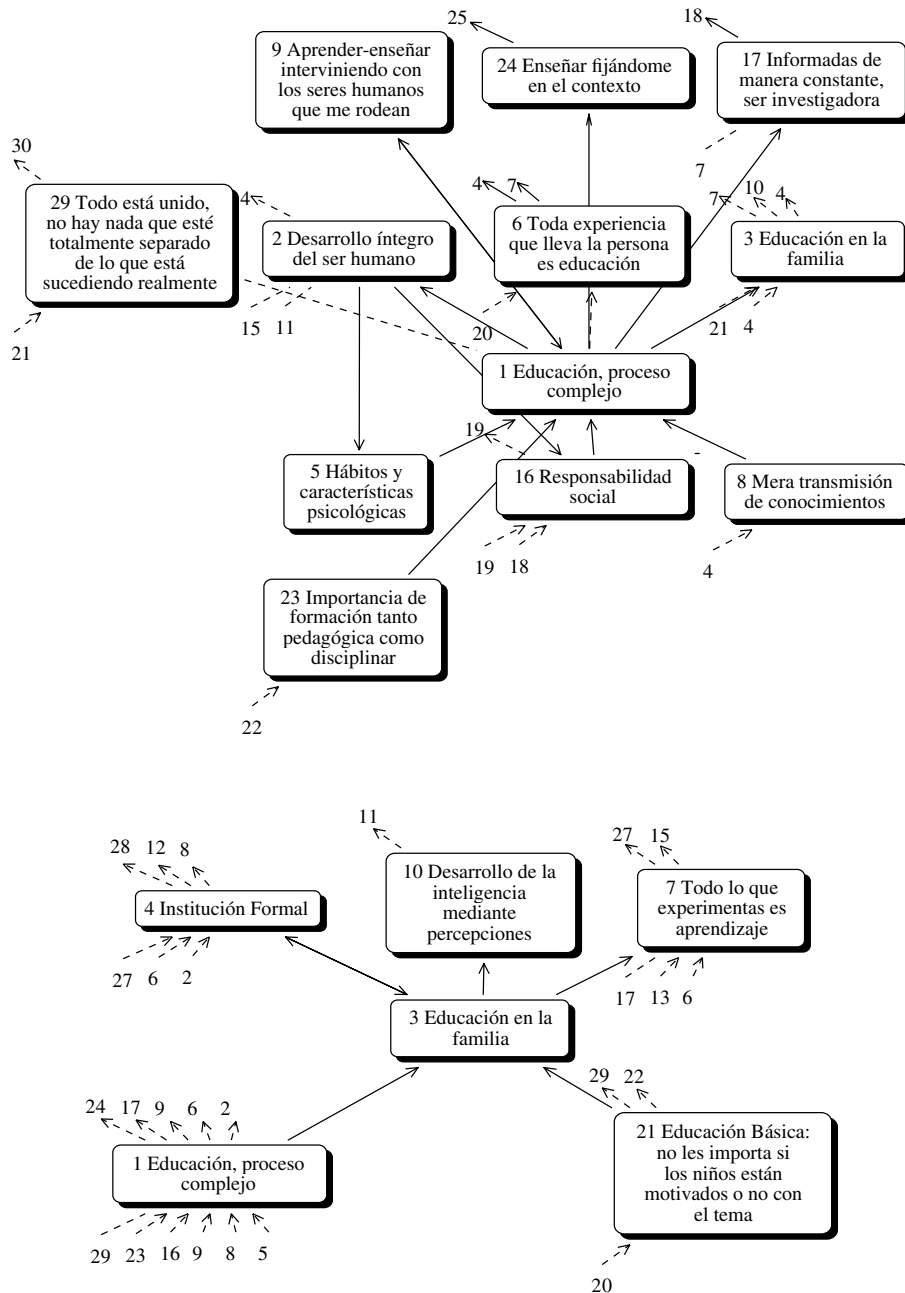 25
18
9 Aprender-enseñar
interviniendo con
los seres humanos
que me rodean
24 Enseñar fijándome
en el contexto
17 Informadas de
manera constante,
ser investigadora
30
7
29 Todo está unido,
no hay nada que esté
totalmente separado
de lo que está
sucediendo realmente
4
4
7
7
10
4
2 Desarrollo íntegro
del ser humano
6 Toda experiencia
que lleva la persona
es educación
3 Educación en la
familia
15
11
20
21
4
21
1 Educación, proceso
complejo
19
5 Hábitos y
características
psicológicas
16 Responsabilidad
social
8 Mera transmisión
de conocimientos
19
18
4
23 Importancia de
formación tanto
pedagógica como
disciplinar
22
11
28
12
8
27
15
10 Desarrollo de la
inteligencia
mediante
percepciones
7 Todo lo que
experimentas es
aprendizaje
4 Institución Formal
27
6
2
17
13
6
3 Educación en la
familia
24
17
9
6
2
29
22
1 Educación, proceso
complejo
21 Educación Básica:
no les importa si
los niños están
motivados o no con
el tema
29
23
16
9
8
5
20